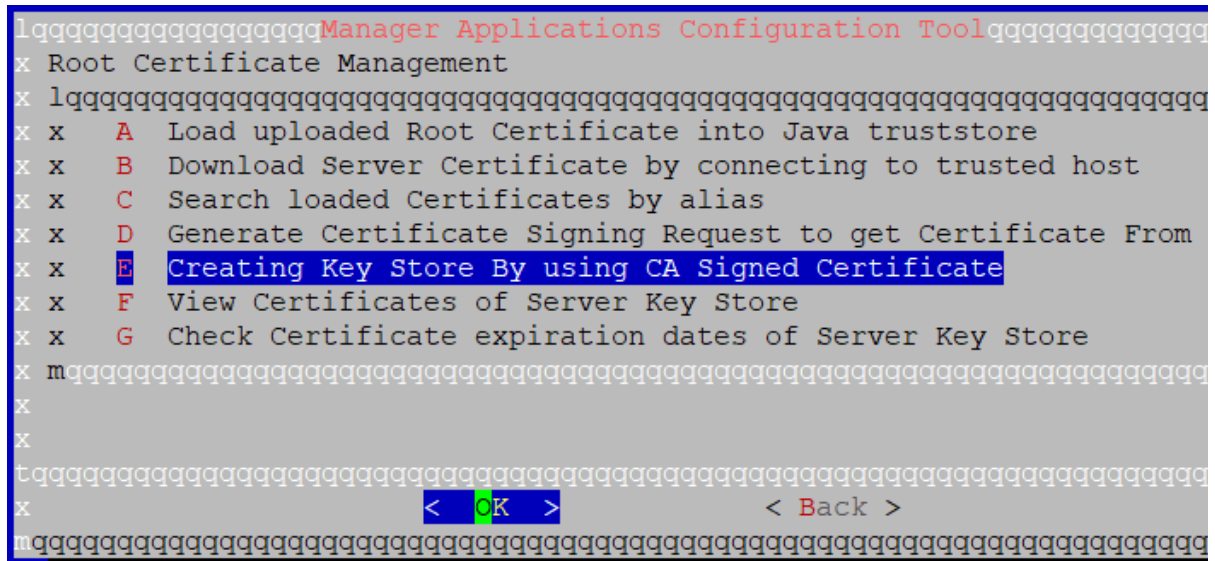 lqqqqqqqqqqqqqqqqqManager Applications Configuration Toolqqqqqqqqqqqqq
x Root Certificate Management
x lqqqqqqqqqqqqqqqqqqqqqqqqqqqqqqqqqqqqqqqqqqqqqqqqqqqqqqqqqqqqqqqqqqq
x x A Load uploaded Root Certificate into Java truststore
x x B Download Server Certificate by connecting to trusted host
x x C Search loaded Certificates by alias
x x D Generate Certificate Signing Request to get Certificate From
x x E Creating Key Store By using CA Signed Certificate
x x F View Certificates of Server Key Store
x x G Check Certificate expiration dates of Server Key Store
x mqqqqqqqqqqqqqqqqqqqqqqqqqqqqqqqqqqqqqqqqqqqqqqqqqqqqqqqqqqqqqqqqqqq
x
x
tqqqqqqqqqqqqqqqqqqqqqqqqqqqqqqqqqqqqqqqqqqqqqqqqqqqqqqqqqqqqqqqqqqqqq
x < OK > < Back >
mqqqqqqqqqqqqqqqqqqqqqqqqqqqqqqqqqqqqqqqqqqqqqqqqqqqqqqqqqqqqqqqqqqqqq